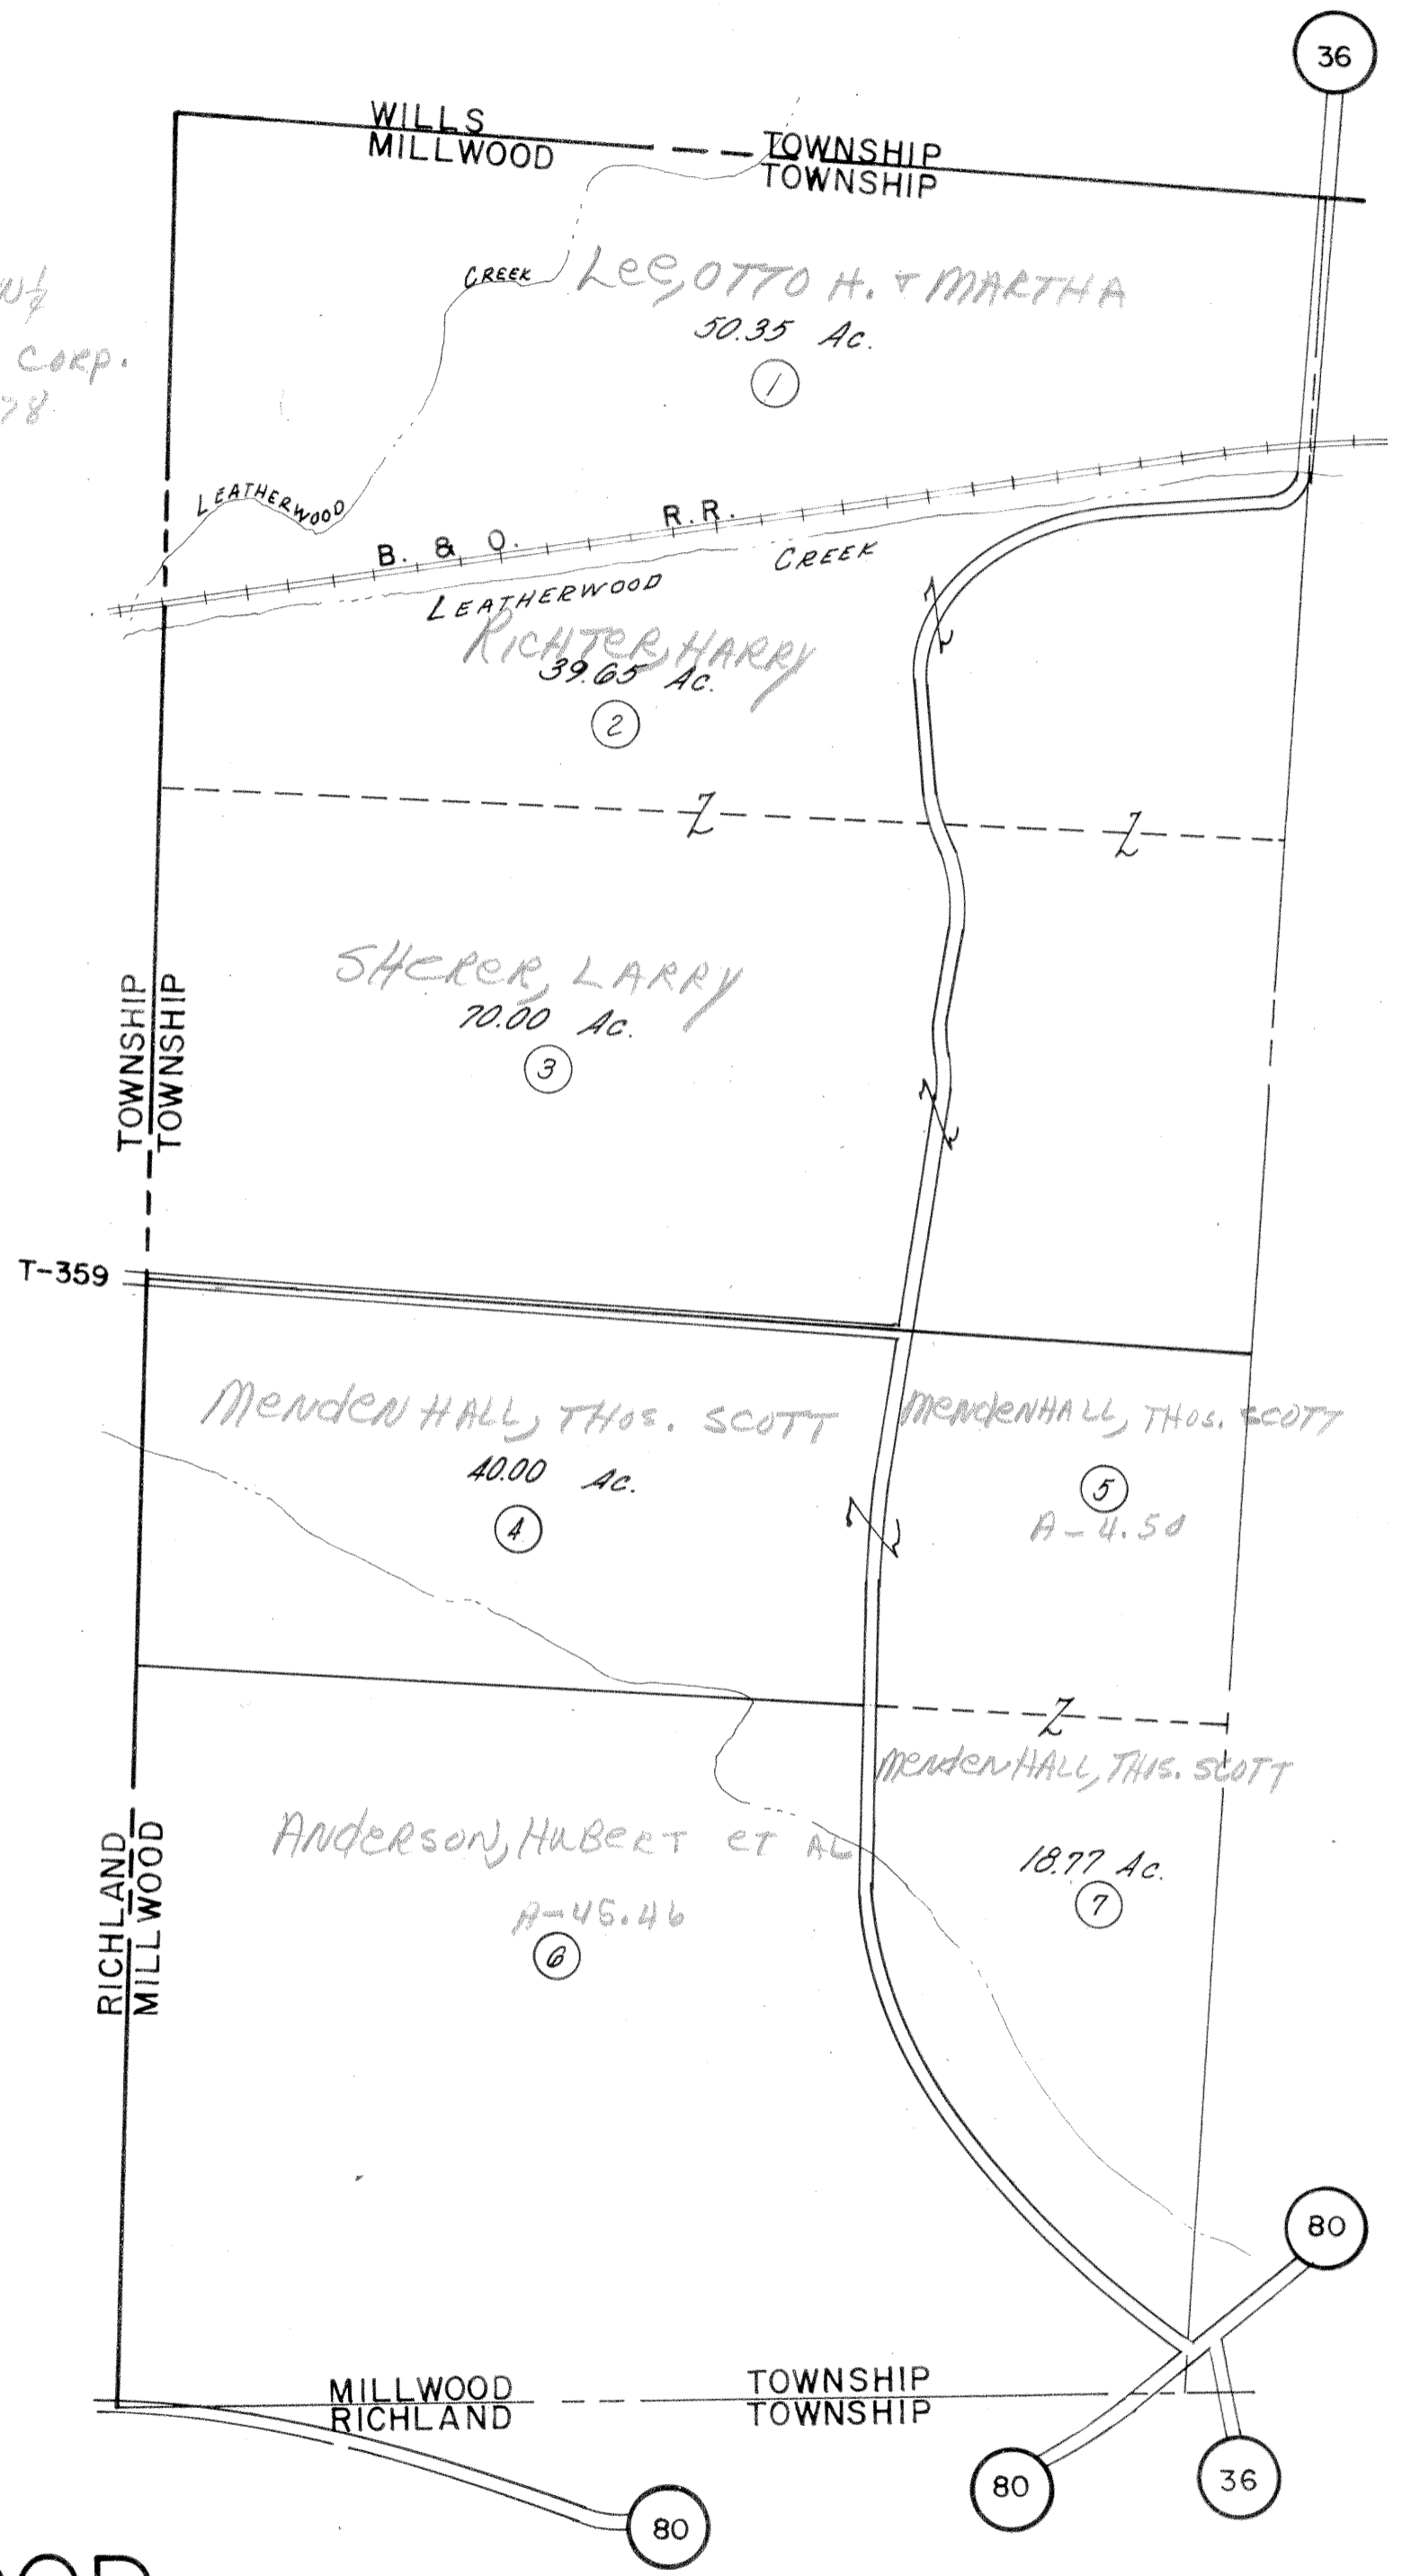 36
WILLS TOWNSHIP
MILLWOOD TOWNSHIP
CREEK
LEE, OTTO H. & MARTHA
50.35 Ac.
1
CORP.
78
LEATHERWOOD
B. & O. R.R.
CREEK
LEATHERWOOD
RICHTER, HARRY
39.65 Ac.
2
Z Z
Z
SHERER, LARRY
70.00 Ac.
3
TOWNSHIP
TOWNSHIP
Z
T-359
MENDENHALL, THOS. SCOTT
40.00 Ac.
4
MENDENHALL, THOS. SCOTT
5
A-4.50
Z
Z
MENDENHALL, THOS. SCOTT
18.77 Ac.
7
ANDERSON, HUBERT ET AL
A-45.46
6
RICHLAND
MILLWOOD
80
MILLWOOD TOWNSHIP
RICHLAND TOWNSHIP
80
36
80
OOD